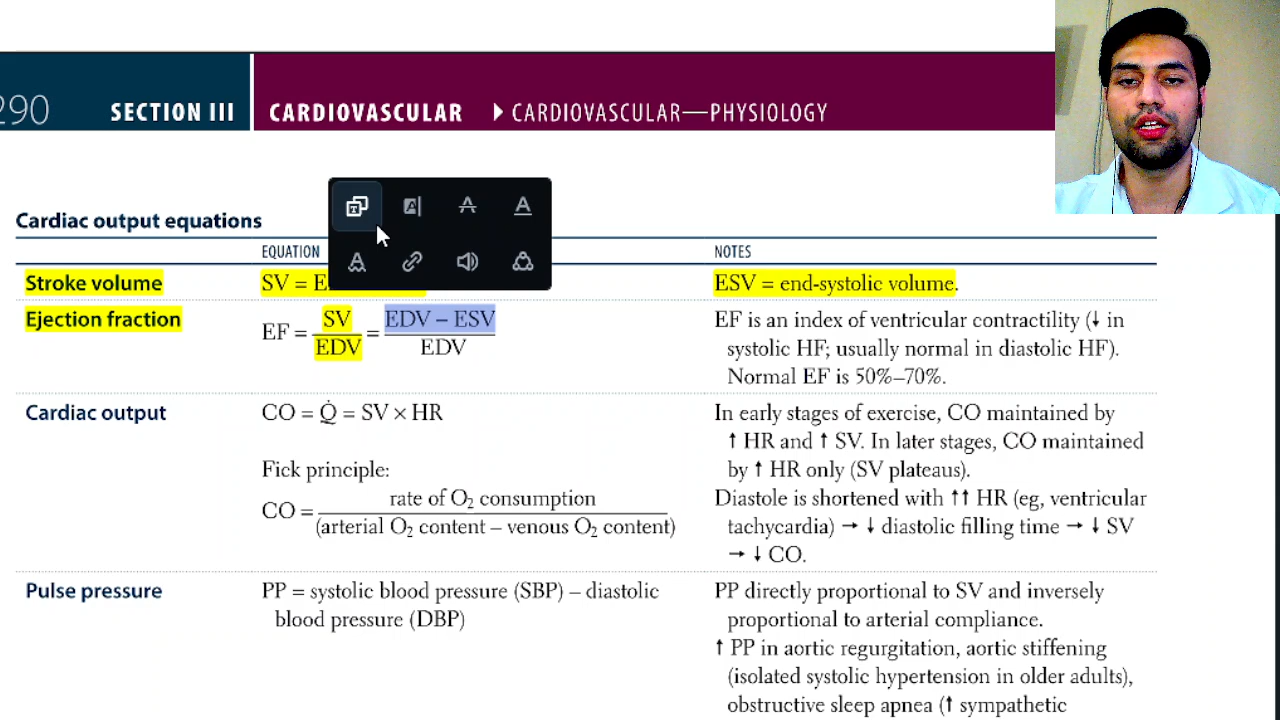 290 SECTION III CARDIOVASCULAR ▶ CARDIOVASCULAR—PHYSIOLOGY
Cardiac output equations
EQUATION NOTES
Stroke volume SV = E ESV = end-systolic volume.
Ejection fraction EF = SV/EDV = EDV – ESV/EDV EF is an index of ventricular contractility (↓ in
systolic HF; usually normal in diastolic HF).
Normal EF is 50%–70%.
Cardiac output CO = Q̇ = SV × HR In early stages of exercise, CO maintained by
↑ HR and ↑ SV. In later stages, CO maintained
Fick principle: by ↑ HR only (SV plateaus).
CO = rate of O₂ consumption/(arterial O₂ content – venous O₂ content) Diastole is shortened with ↑↑ HR (eg, ventricular
tachycardia) → ↓ diastolic filling time → ↓ SV
→ ↓ CO.
Pulse pressure PP = systolic blood pressure (SBP) – diastolic PP directly proportional to SV and inversely
blood pressure (DBP) proportional to arterial compliance.
↑ PP in aortic regurgitation, aortic stiffening
(isolated systolic hypertension in older adults),
obstructive sleep apnea (↑ sympathetic